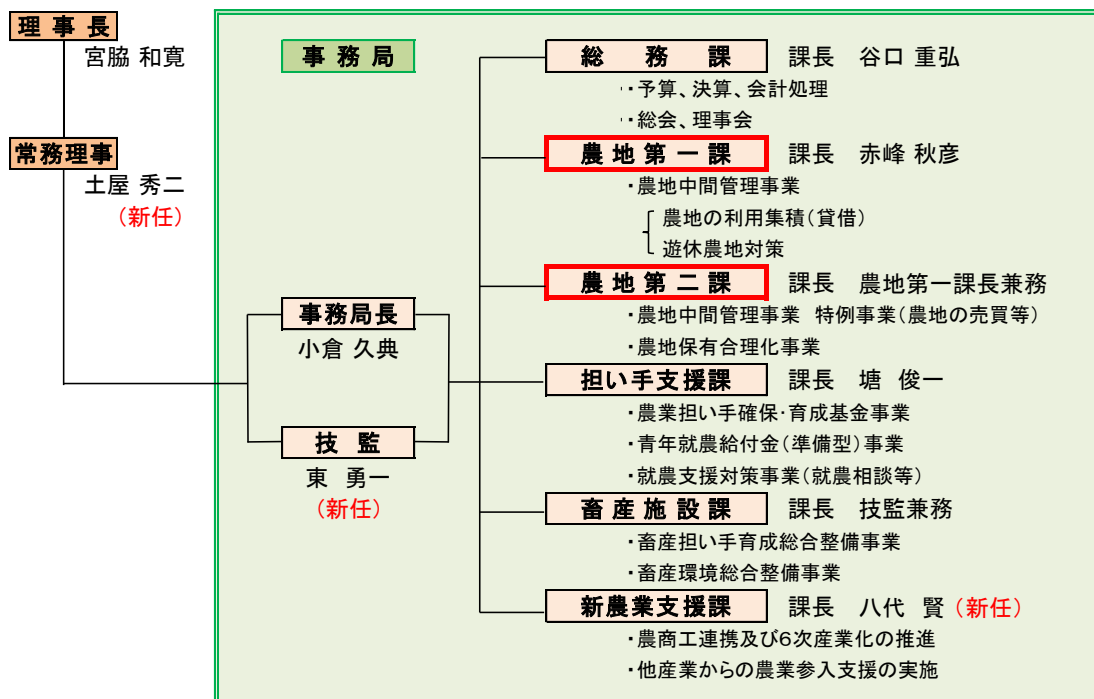 理事長
宮脇 和寛
常務理事
土屋 秀二
（新任）
事務局
事務局長
小倉 久典
技監
東 勇一
（新任）
総務課 課長 谷口 重弘
・予算、決算、会計処理
・総会、理事会
農地第一課 課長 赤峰 秋彦
・農地中間管理事業
農地の利用集積（貸借）
遊休農地対策
農地第二課 課長 農地第一課長兼務
・農地中間管理事業 特例事業（農地の売買等）
・農地保有合理化事業
担い手支援課 課長 塘 俊一
・農業担い手確保・育成基金事業
・青年就農給付金（準備型）事業
・就農支援対策事業（就農相談等）
畜産施設課 課長 技監兼務
・畜産担い手育成総合整備事業
・畜産環境総合整備事業
新農業支援課 課長 八代 賢（新任）
・農商工連携及び６次産業化の推進
・他産業からの農業参入支援の実施